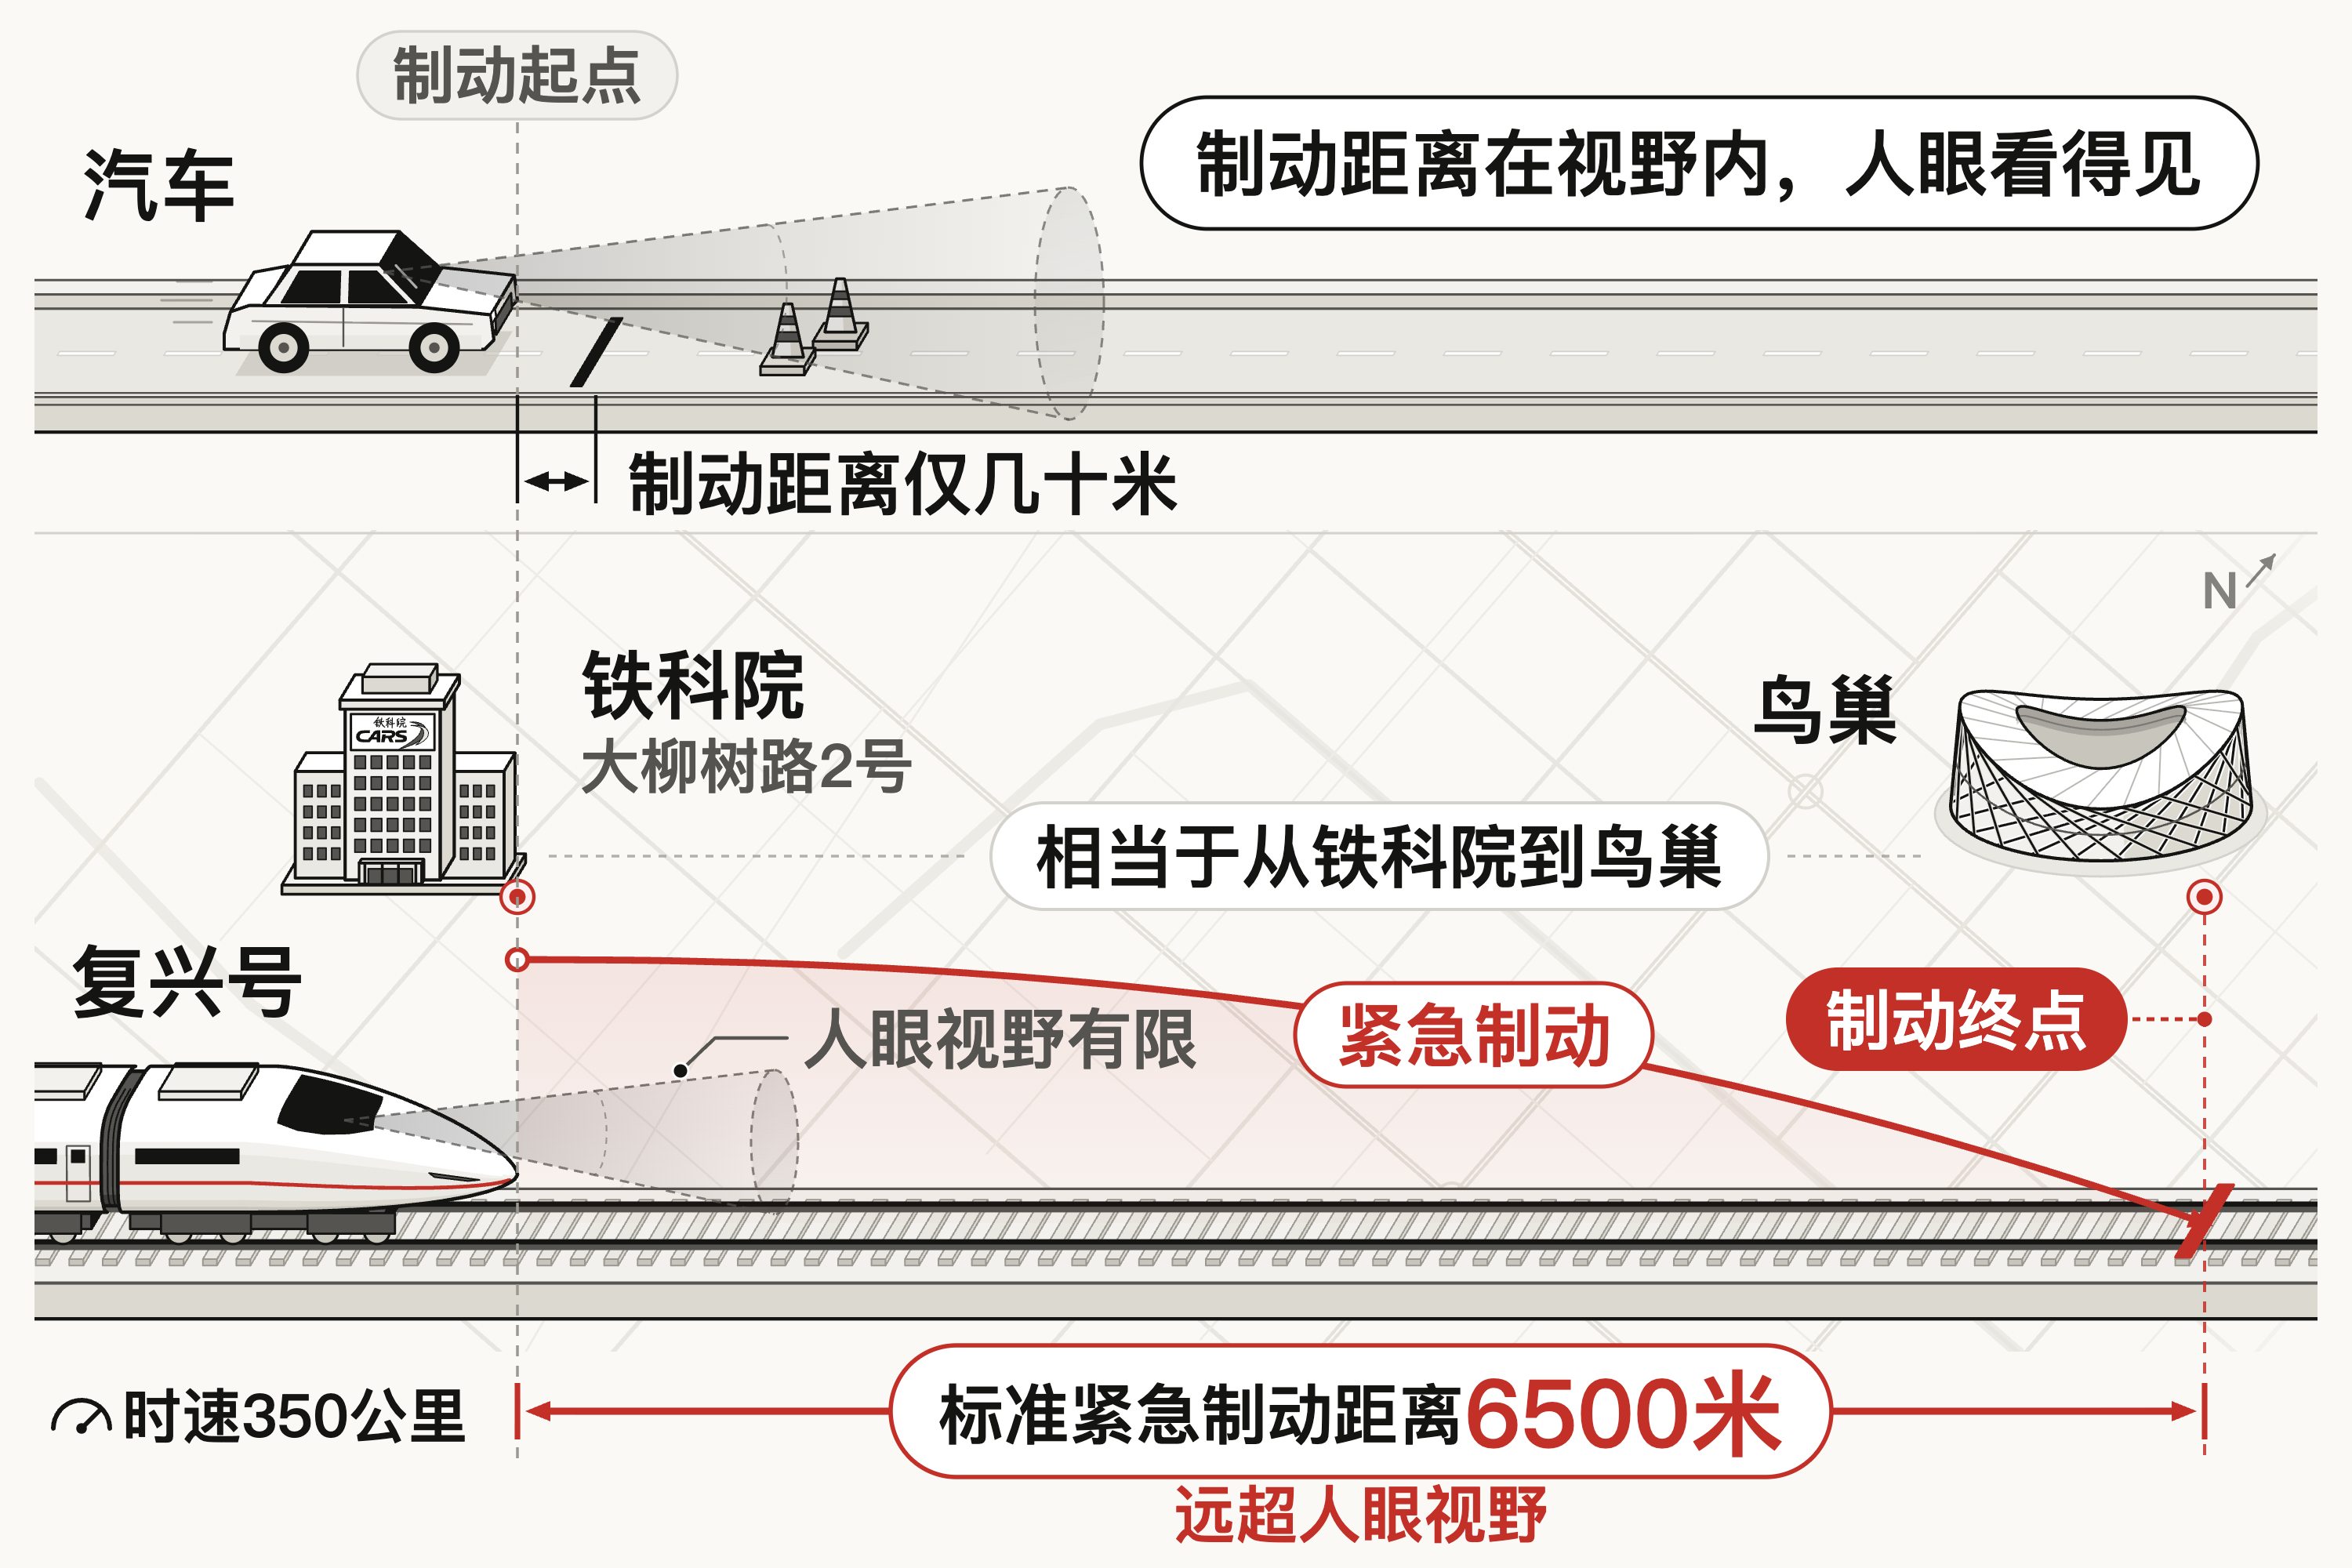 制动起点
汽车
制动距离在视野内，人眼看得见
制动距离仅几十米
N
铁科院
大柳树路2号
鸟巢
铁科院
CARS
相当于从铁科院到鸟巢
复兴号
人眼视野有限
紧急制动
制动终点
时速350公里
标准紧急制动距离6500米
远超人眼视野